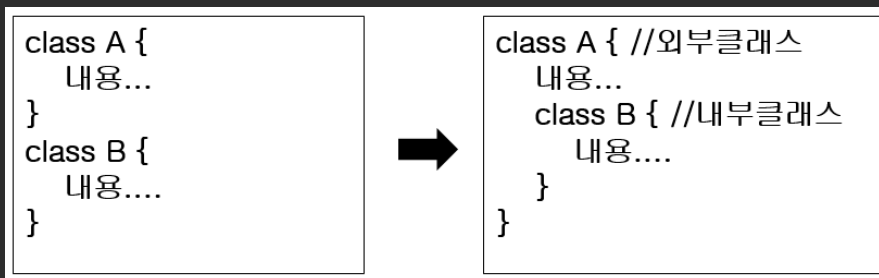 class A {
내용...
}
class B {
내용....
}
class A { //외부클래스
내용...
class B { //내부클래스
내용....
}
}